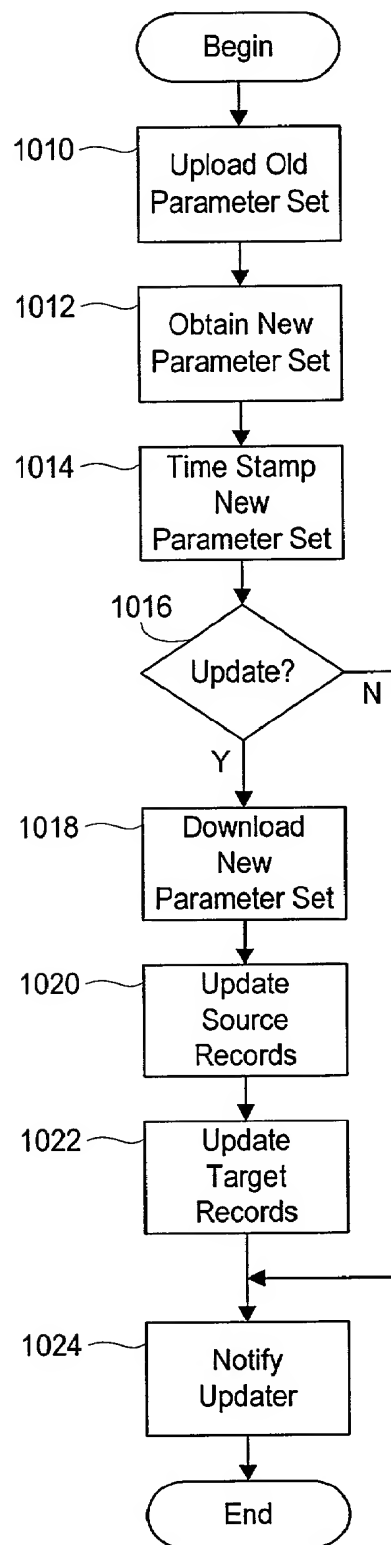 Begin
1010
Upload Old
Parameter Set
1012
Obtain New
Parameter Set
1014
Time Stamp
New
Parameter Set
1016
Update?
N
Y
1018
Download
New
Parameter Set
1020
Update
Source
Records
1022
Update
Target
Records
1024
Notify
Updater
End